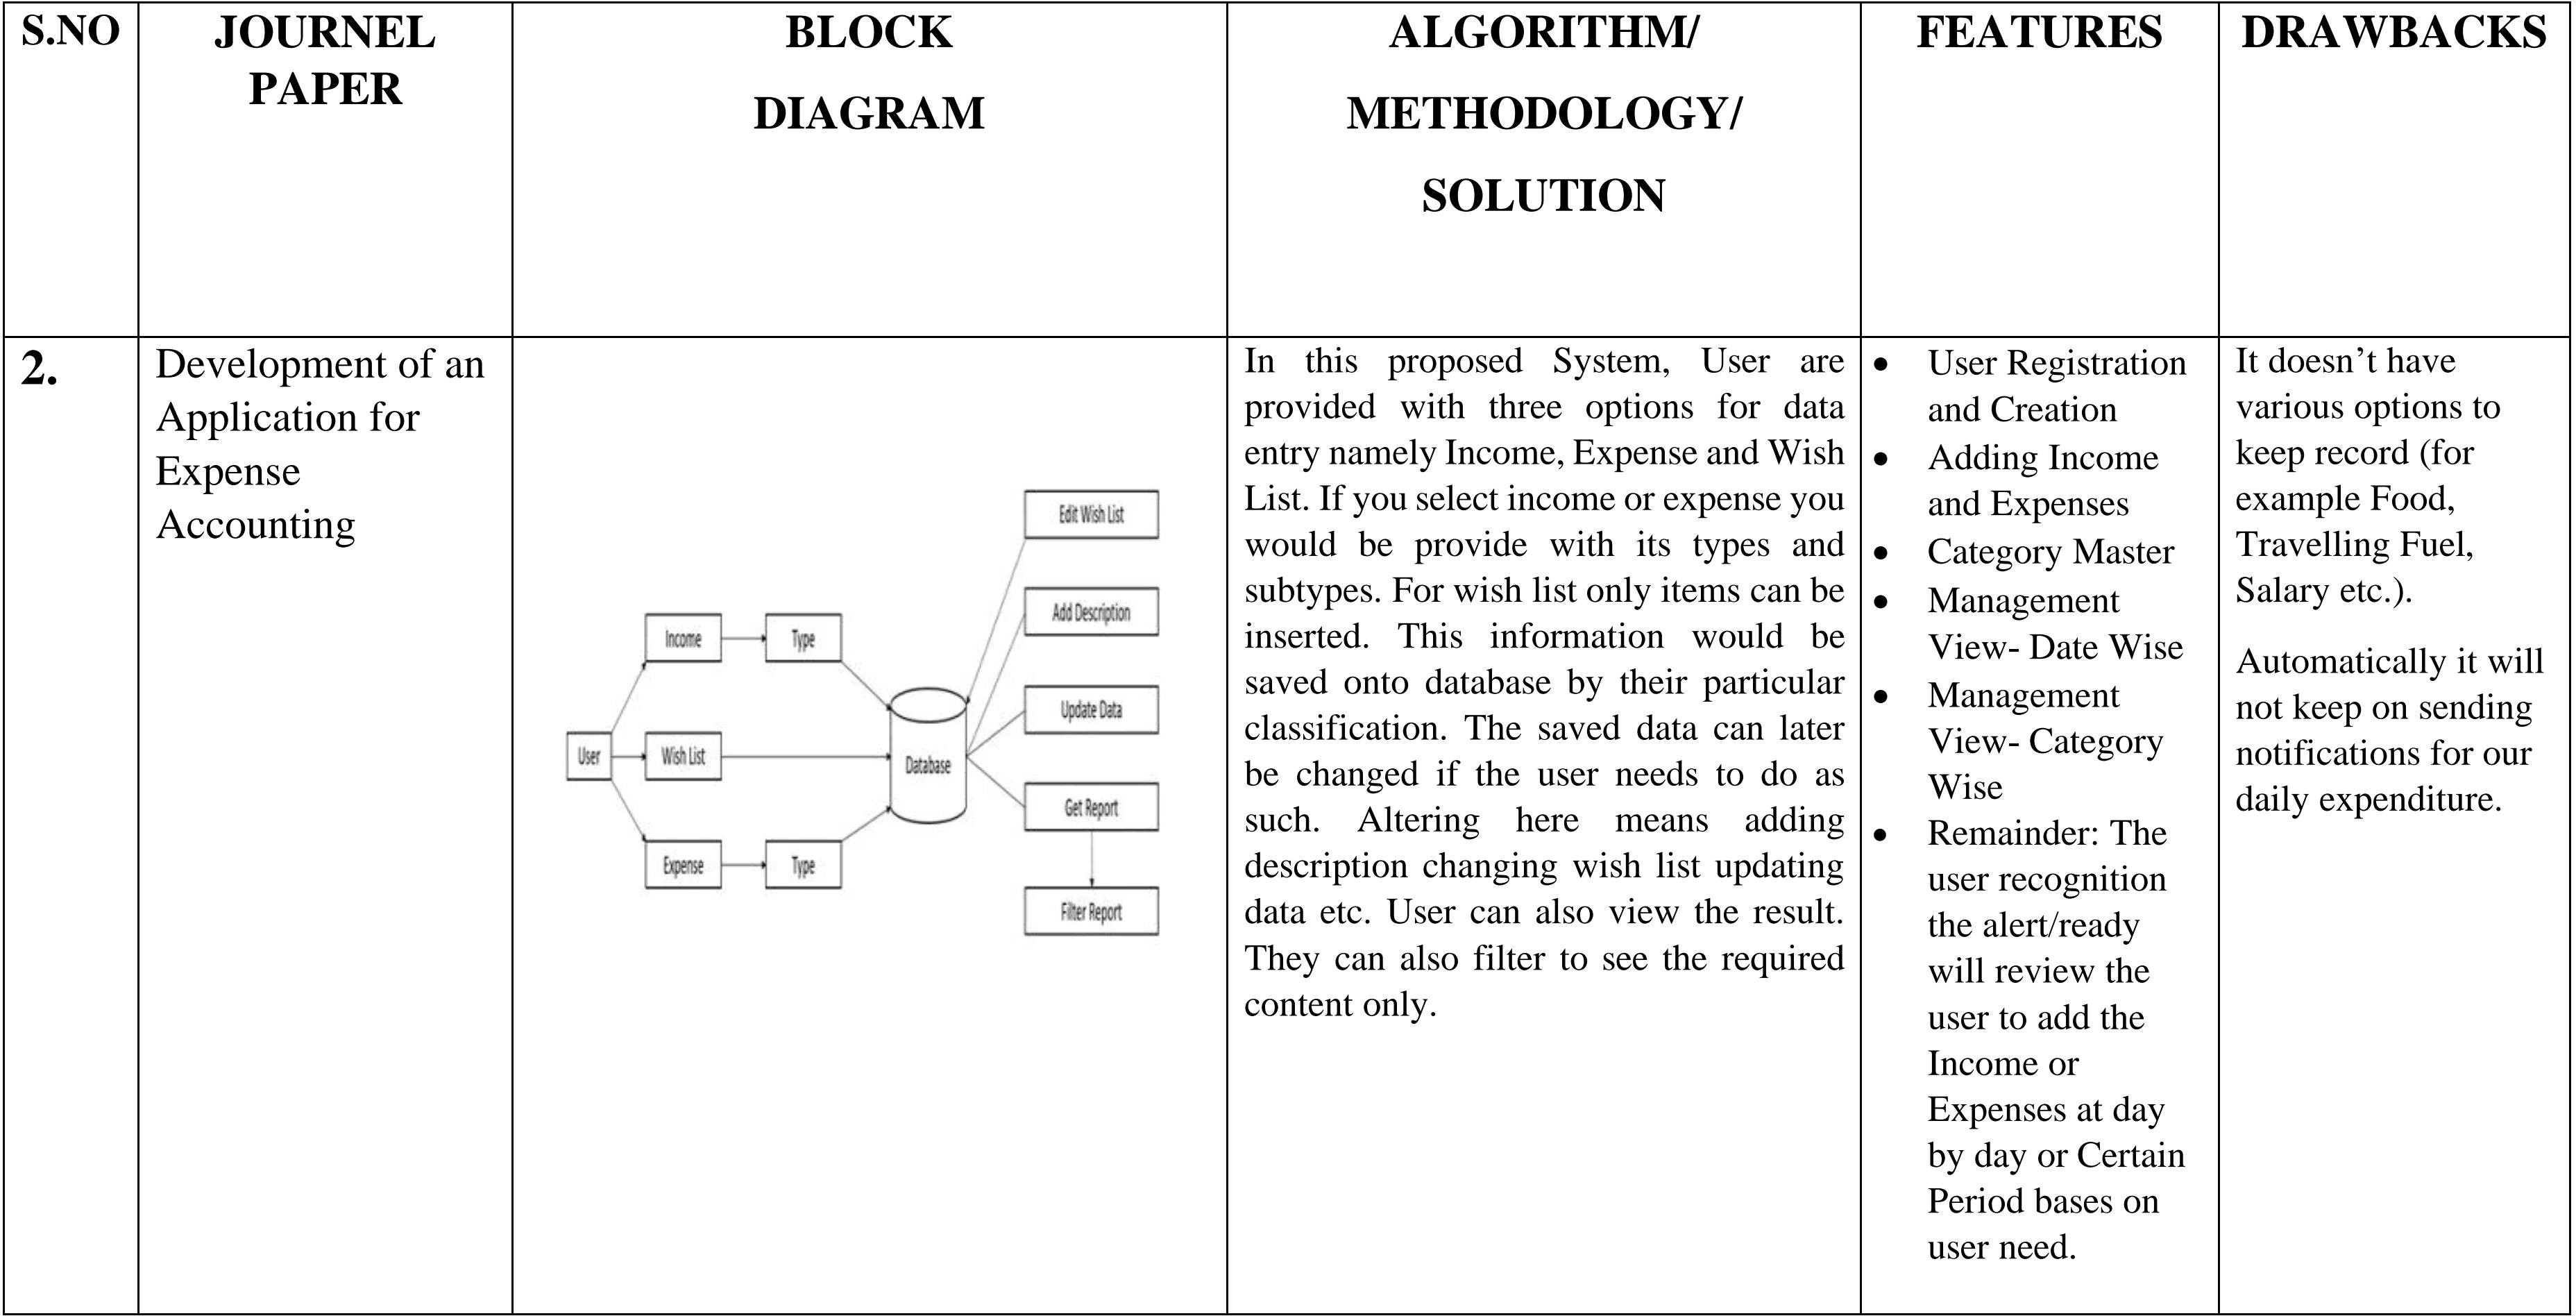 S.NO
JOURNEL
PAPER
BLOCK
DIAGRAM
ALGORITHM/
METHODOLOGY/
SOLUTION
FEATURES
DRAWBACKS
2.
Development of an
Application for
Expense
Accounting
User
Income
Type
Wish List
Expense
Type
Database
Edit Wish List
Add Description
Update Data
Get Report
Filter Report
In this proposed System, User are
provided with three options for data
entry namely Income, Expense and Wish
List. If you select income or expense you
would be provide with its types and
subtypes. For wish list only items can be
inserted. This information would be
saved onto database by their particular
classification. The saved data can later
be changed if the user needs to do as
such. Altering here means adding
description changing wish list updating
data etc. User can also view the result.
They can also filter to see the required
content only.
• User Registration
and Creation
• Adding Income
and Expenses
• Category Master
• Management
View- Date Wise
• Management
View- Category
Wise
• Remainder: The
user recognition
the alert/ready
will review the
user to add the
Income or
Expenses at day
by day or Certain
Period bases on
user need.
It doesn’t have
various options to
keep record (for
example Food,
Travelling Fuel,
Salary etc.).
Automatically it will
not keep on sending
notifications for our
daily expenditure.